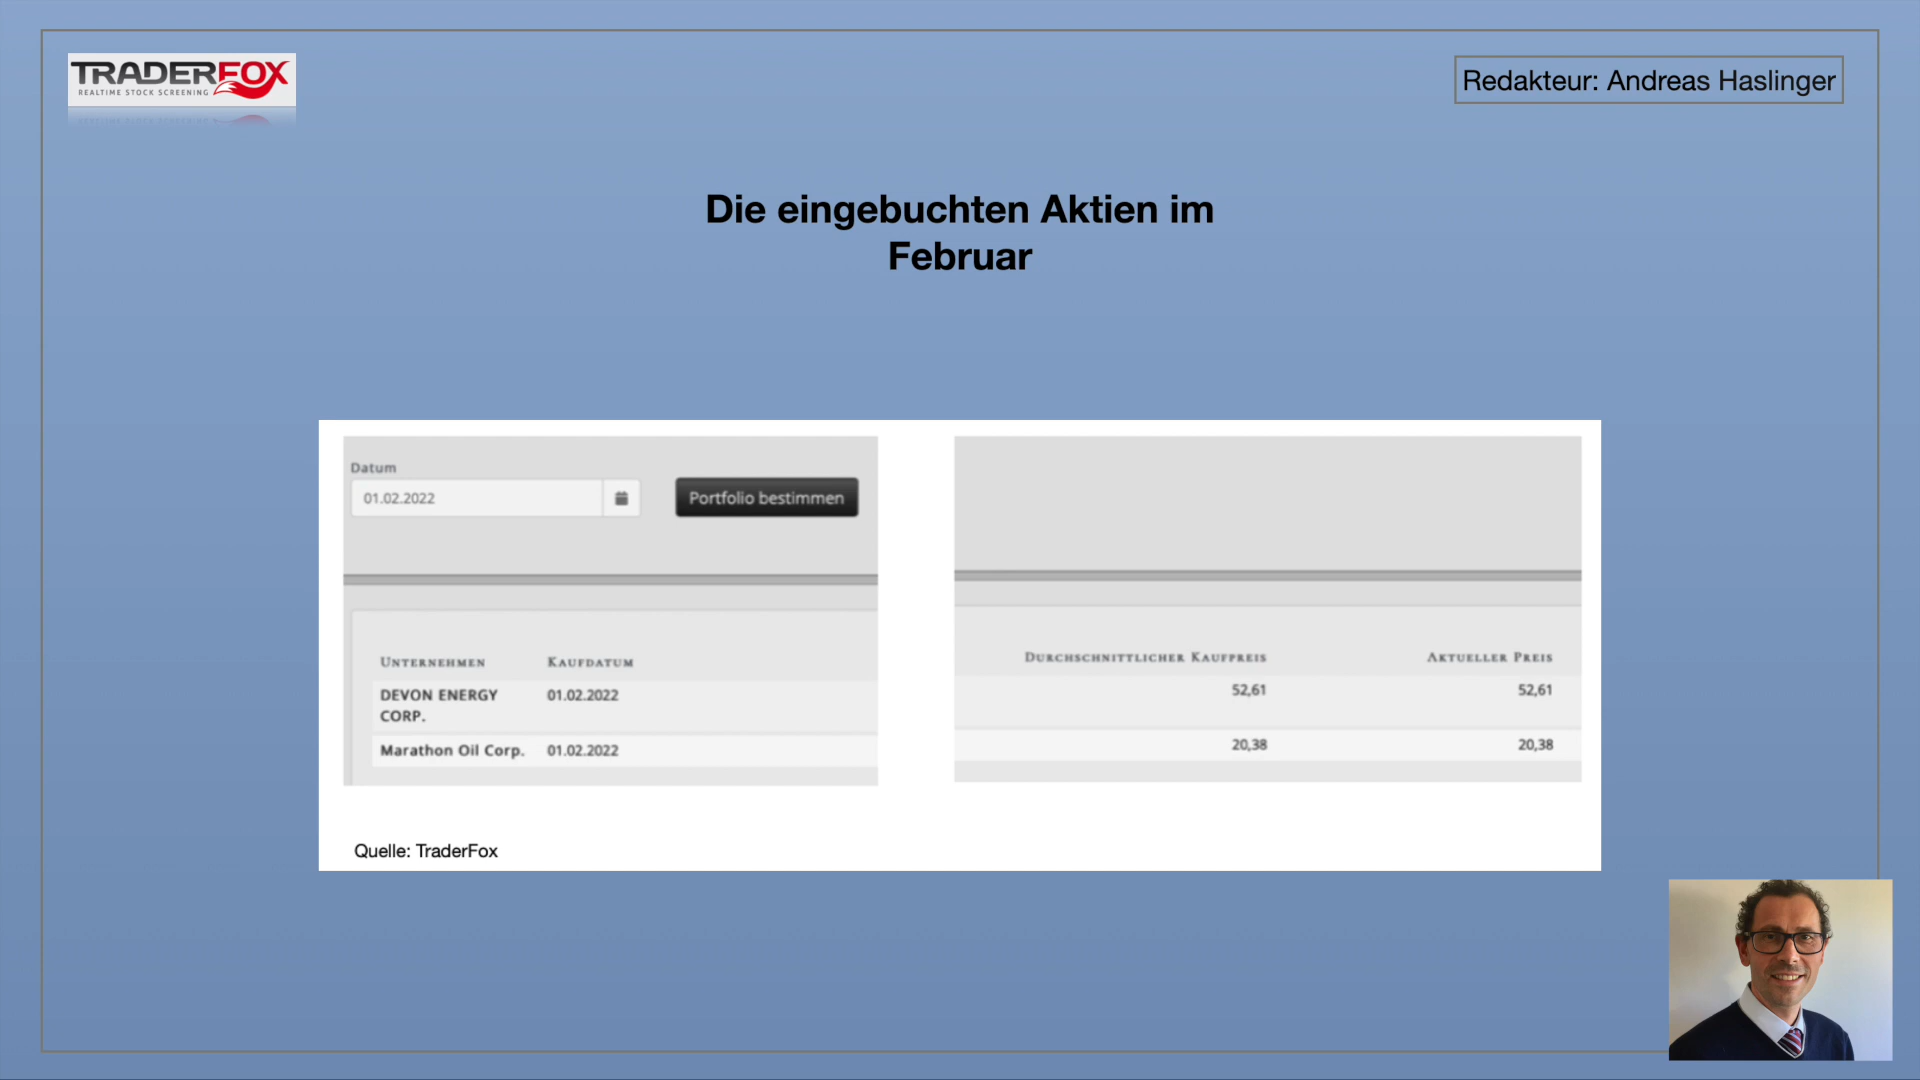 TRADERFOX
REALTIME STOCK SCREENING
Redakteur: Andreas Haslinger
Die eingebuchten Aktien im
Februar
Datum
01.02.2022
Portfolio bestimmen
UNTERNEHMEN KAUFDATUM DURCHSCHNITTLICHER KAUFPREIS AKTUELLER PREIS
DEVON ENERGY 01.02.2022 52,61 52,61
CORP.
Marathon Oil Corp. 01.02.2022 20,38 20,38
Quelle: TraderFox